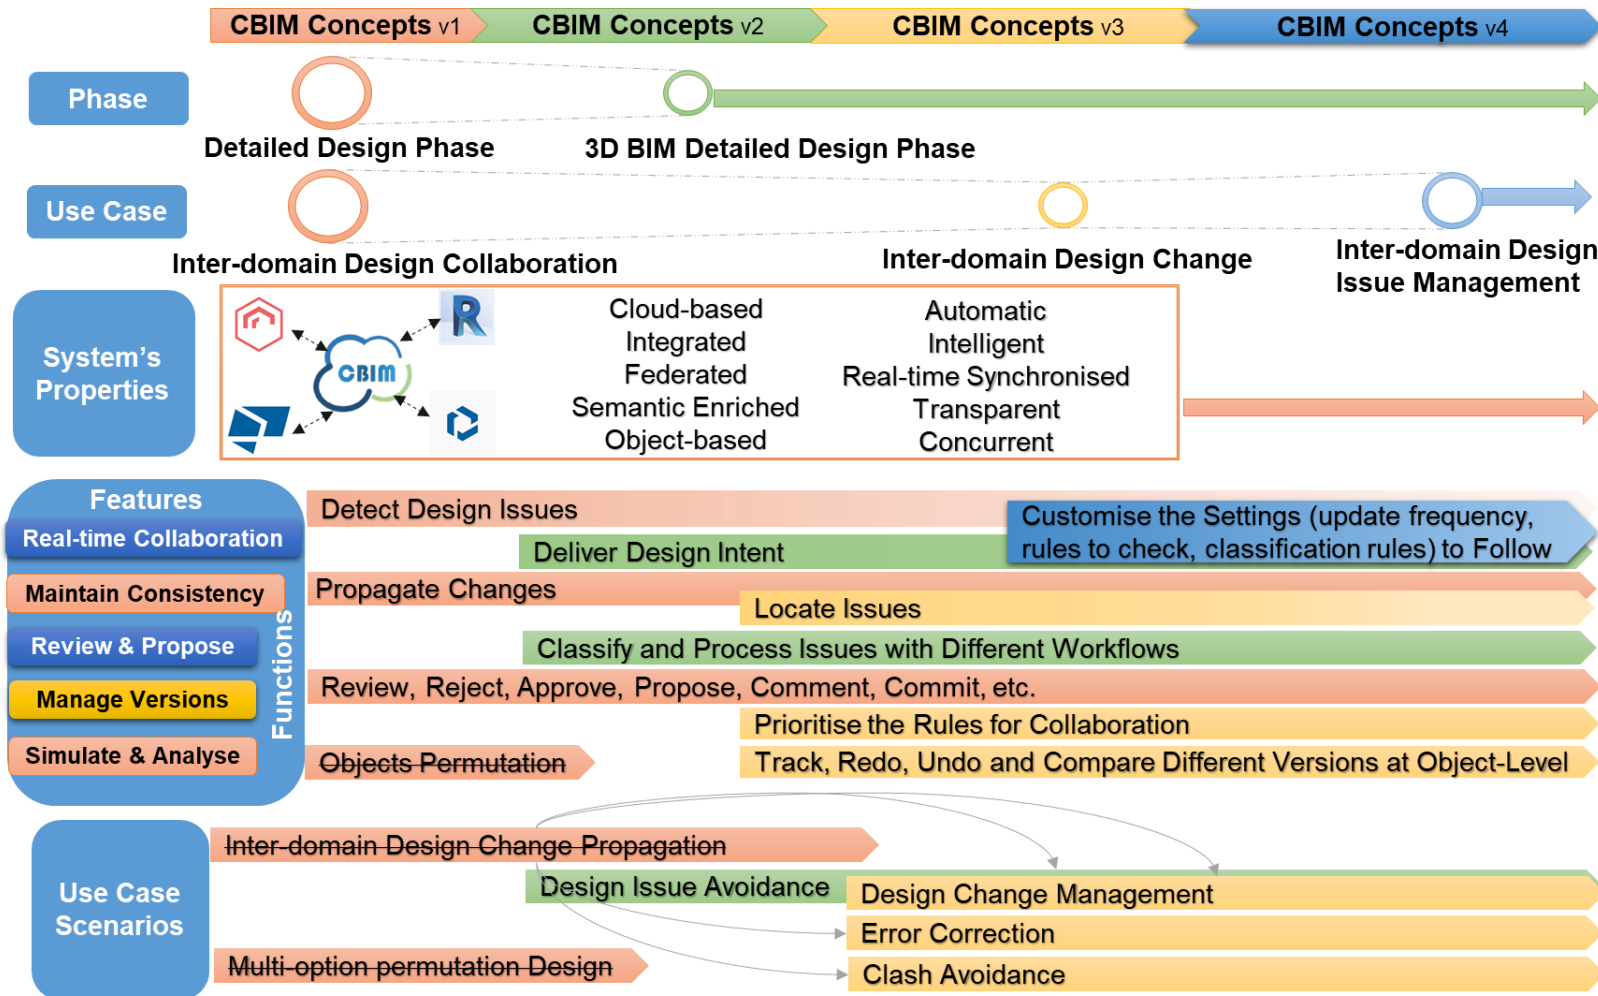 CBIM Concepts v1
CBIM Concepts v2
CBIM Concepts v3
CBIM Concepts v4
Phase
Detailed Design Phase
3D BIM Detailed Design Phase
Use Case
Inter-domain Design Collaboration
Inter-domain Design Change
Inter-domain Design
Issue Management
System's
Properties
CBIM
R
Cloud-based
Integrated
Federated
Semantic Enriched
Object-based
Automatic
Intelligent
Real-time Synchronised
Transparent
Concurrent
Features
Real-time Collaboration
Maintain Consistency
Review & Propose
Manage Versions
Simulate & Analyse
Functions
Detect Design Issues
Customise the Settings (update frequency,
rules to check, classification rules) to Follow
Deliver Design Intent
Propagate Changes
Locate Issues
Classify and Process Issues with Different Workflows
Review, Reject, Approve, Propose, Comment, Commit, etc.
Prioritise the Rules for Collaboration
Objects Permutation
Track, Redo, Undo and Compare Different Versions at Object-Level
Use Case
Scenarios
Inter-domain Design Change Propagation
Design Issue Avoidance
Design Change Management
Error Correction
Multi-option permutation Design
Clash Avoidance